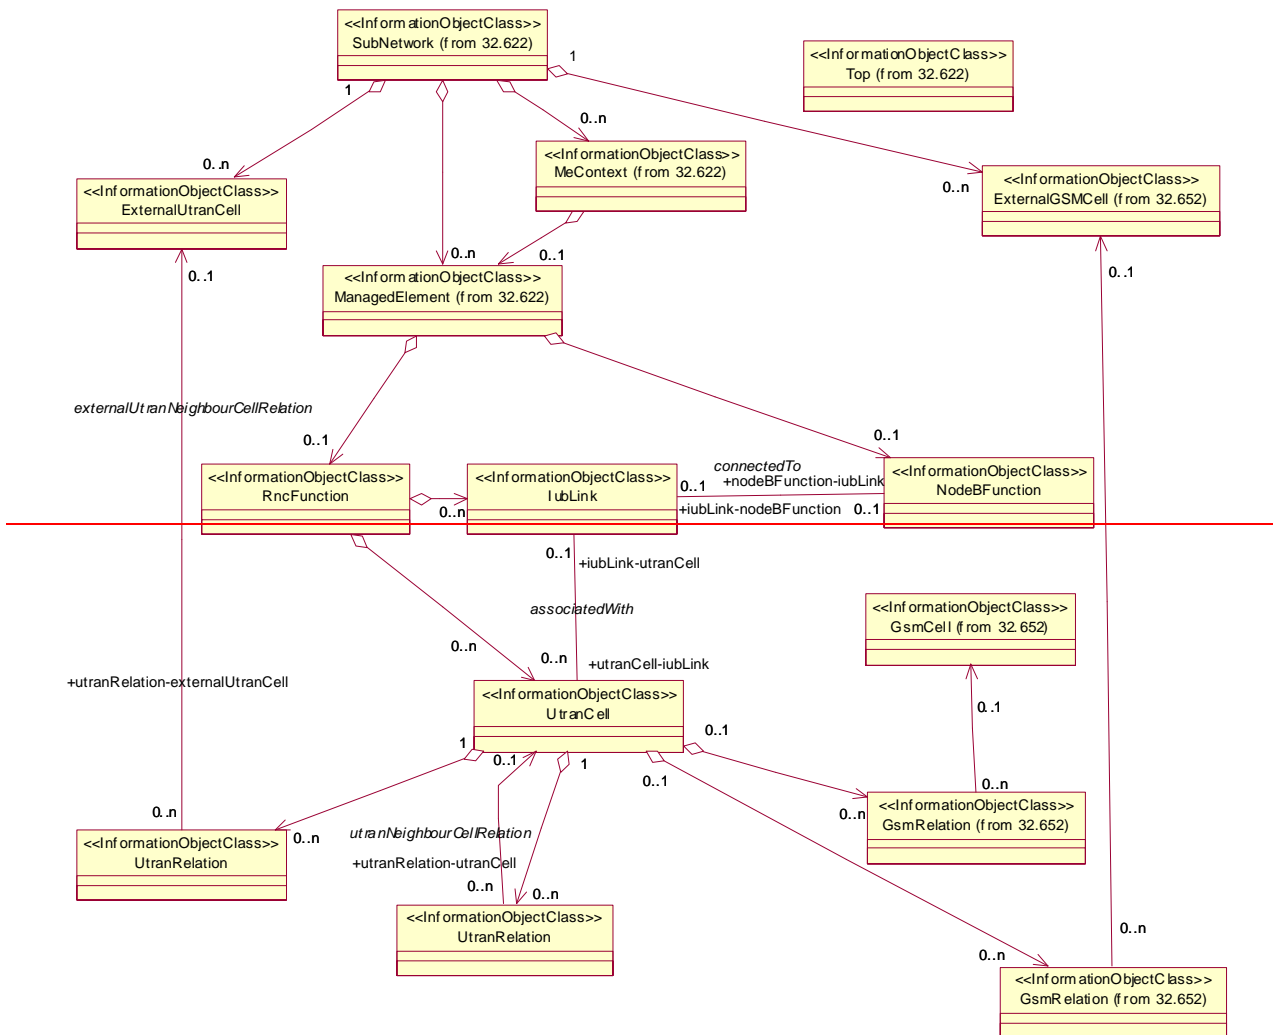 <<InformationObjectClass>>
SubNetwork (from 32.622)
1
1
<<InformationObjectClass>>
Top (from 32.622)
0..n
0..n
<<InformationObjectClass>>
MeContext (from 32.622)
0..n
<<InformationObjectClass>>
ExternalUtranCell
<<InformationObjectClass>>
ExternalGSMCell (from 32.652)
0..n
0..1
0..1
0..1
<<InformationObjectClass>>
ManagedElement (from 32.622)
externalUtranNeighbourCellRelation
0..1
0..1
<<InformationObjectClass>>
RncFunction
0..n
<<InformationObjectClass>>
IubLink
connectedTo
0..1
+nodeBFunction-iubLink
+iubLink-nodeBFunction
0..1
<<InformationObjectClass>>
NodeBFunction
0..1
+iubLink-utranCell
associatedWith
0..n
0..n
+utranCell-iubLink
<<InformationObjectClass>>
GsmCell (from 32.652)
+utranRelation-externalUtranCell
<<InformationObjectClass>>
UtranCell
0..1
0..1
1
0..1
1
0..1
0..n
0..n
0..n
<<InformationObjectClass>>
GsmRelation (from 32.652)
0..n
<<InformationObjectClass>>
UtranRelation
utranNeighbourCellRelation
+utranRelation-utranCell
0..n
0..n
<<InformationObjectClass>>
UtranRelation
0..n
0..n
<<InformationObjectClass>>
GsmRelation (from 32.652)